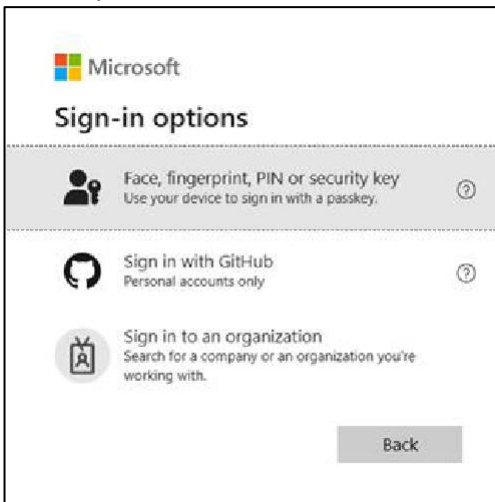 Microsoft
Sign-in options
Face, fingerprint, PIN or security key
Use your device to sign in with a passkey.
Sign in with GitHub
Personal accounts only
Sign in to an organization
Search for a company or an organization you're
working with.
Back